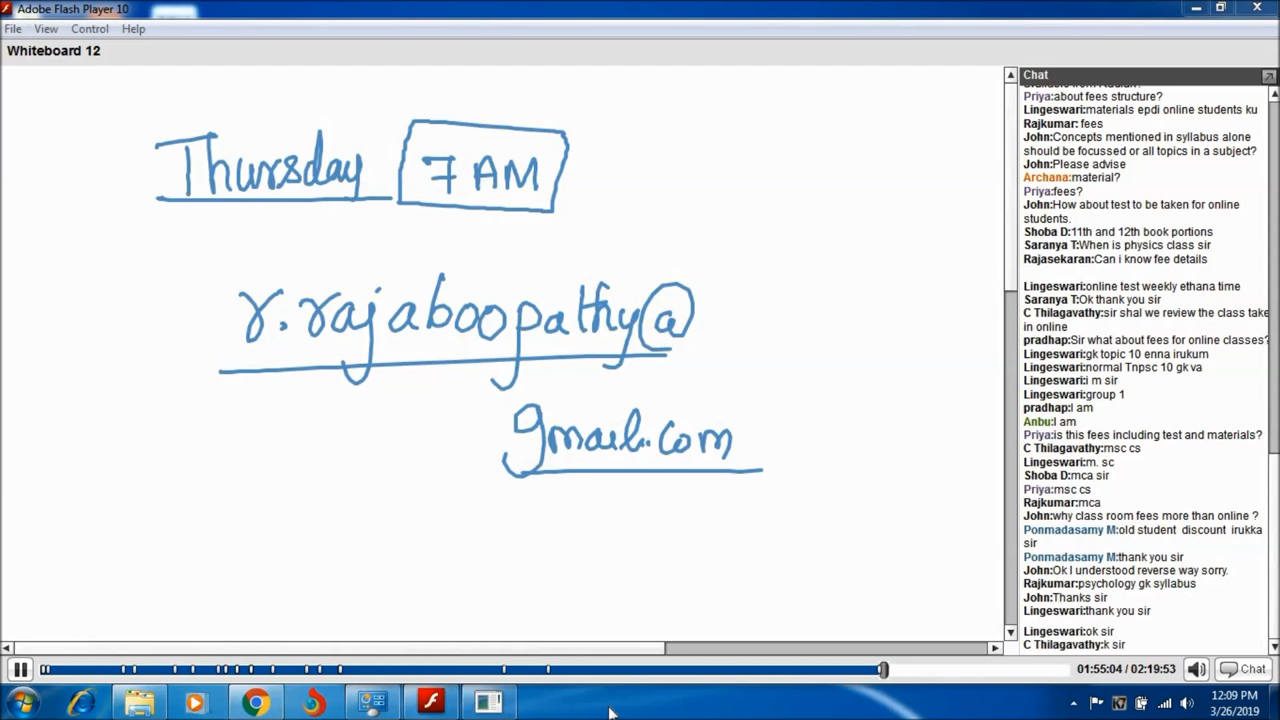 Adobe Flash Player 10
File View Control Help
Whiteboard 12
Thursday 7 AM
r.rajaboopathy@
gmail.com
Chat
Priya:about fees structure?
Lingeswari:materials epdi online students ku
Rajkumar: fees
John:Concepts mentioned in syllabus alone
should be focussed or all topics in a subject?
John:Please advise
Archana:material?
Priya:fees?
John:How about test to be taken for online
students.
Shoba D:11th and 12th book portions
Saranya T:When is physics class sir
Rajasekaran:Can i know fee details
Lingeswari:online test weekly ethana time
Saranya T:Ok thank you sir
C Thilagavathy:sir shal we review the class take
in online
pradhap:Sir what about fees for online classes?
Lingeswari:gk topic 10 enna irukum
Lingeswari:normal Tnpsc 10 gk va
Lingeswari:i m sir
Lingeswari:group 1
pradhap:I am
Anbu:I am
Priya:is this fees including test and materials?
C Thilagavathy:msc cs
Lingeswari:m. sc
Shoba D:mca sir
Priya:msc cs
Rajkumar:mca
John:why class room fees more than online ?
Ponmadasamy M:old student discount irukka
sir
Ponmadasamy M:thank you sir
John:Ok I understood reverse way sorry.
Rajkumar:psychology gk syllabus
John:Thanks sir
Lingeswari:thank you sir
Lingeswari:ok sir
C Thilagavathy:k sir
01:55:04 / 02:19:53 Chat
12:09 PM
3/26/2019